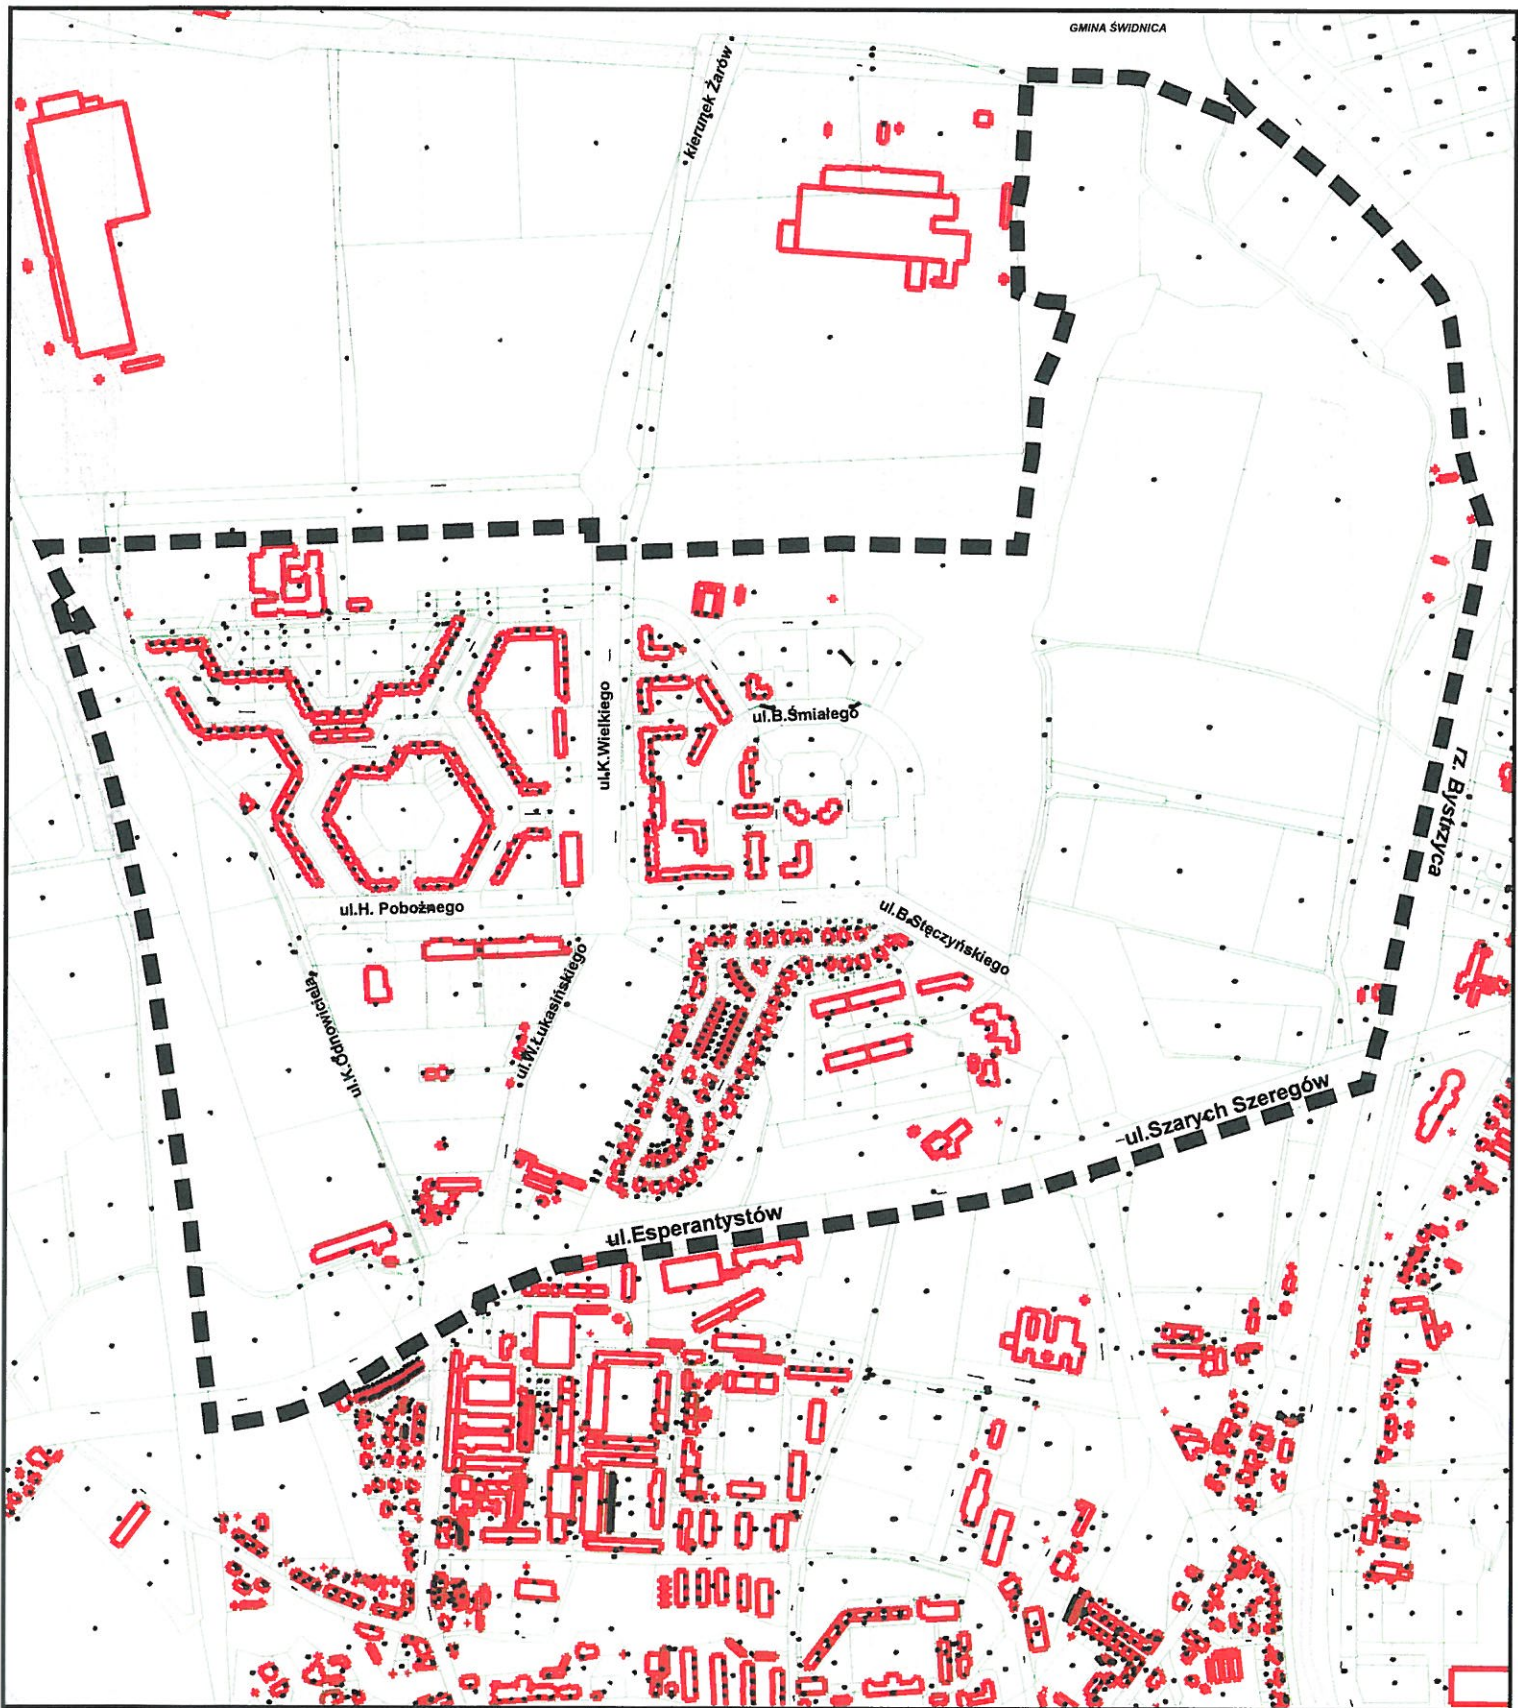 GMINA ŚWIDNICA
kierunek Żarów
ul.B.Śmiałego
ul.K.Wielkiego
rz. Bystrzyca
ul.H. Pobożnego
ul.B.Stęczyńskiego
ul.K.Odnowiciela
ul.W.Łukasińskiego
ul.Szarych Szeregów
ul.Esperantystów